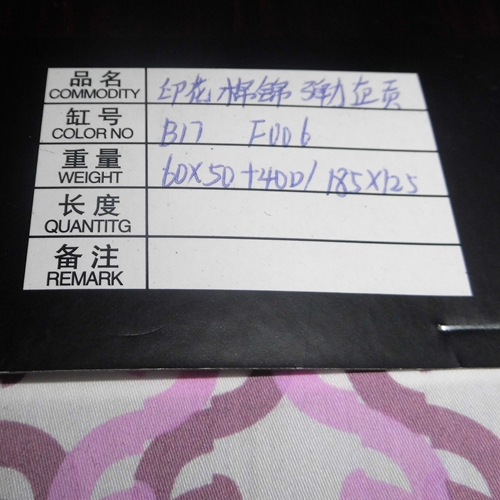 品名 印花棉锦弹力直贡
COMMODITY
缸号 B17 F006
COLOR NO
重量 60X50+40D/185X125
WEIGHT
长度
QUANTITG
备注
REMARK